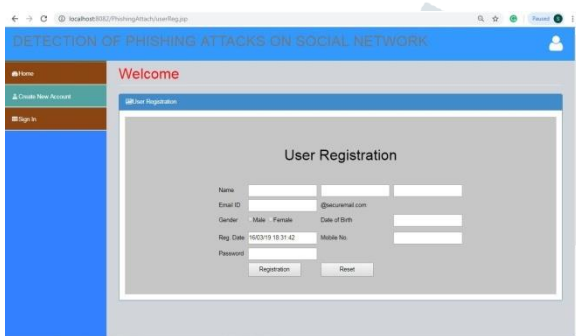 localhost:8082/PhishingAttach/userReg.jsp
Paused
DETECTION OF PHISHING ATTACKS ON SOCIAL NETWORK
Home
Welcome
Create New Account
User Registration
Sign In
User Registration
Name
Email ID @securemail.com
Gender Male Female Date of Birth
Reg. Date 16/03/19 18:31:42 Mobile No.
Password
Registration Reset